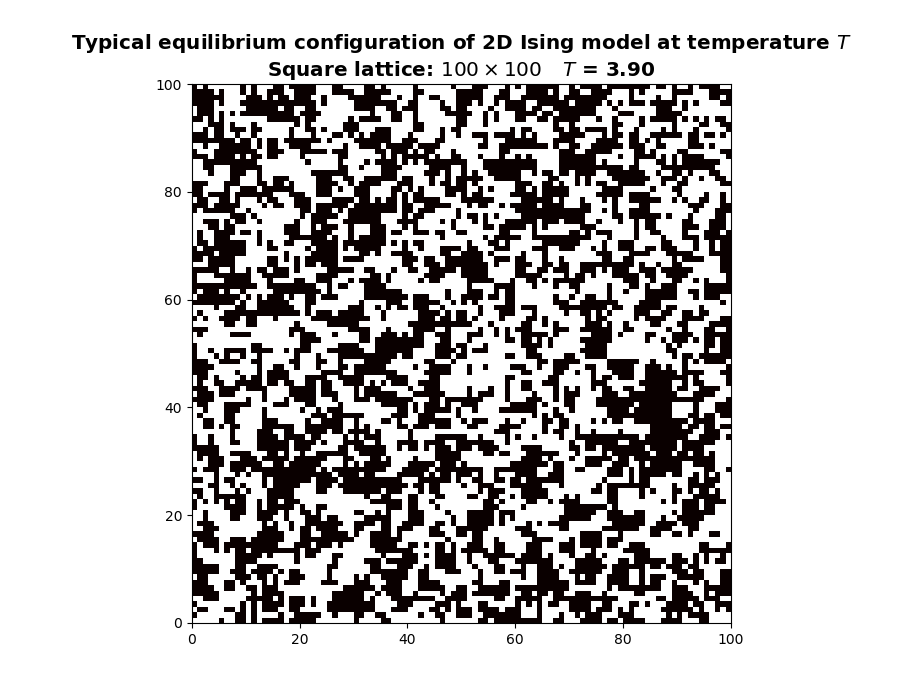 Typical equilibrium configuration of 2D Ising model at temperature T
Square lattice: 100 × 100 T = 3.90
100
80
60
40
20
0
0 20 40 60 80 100